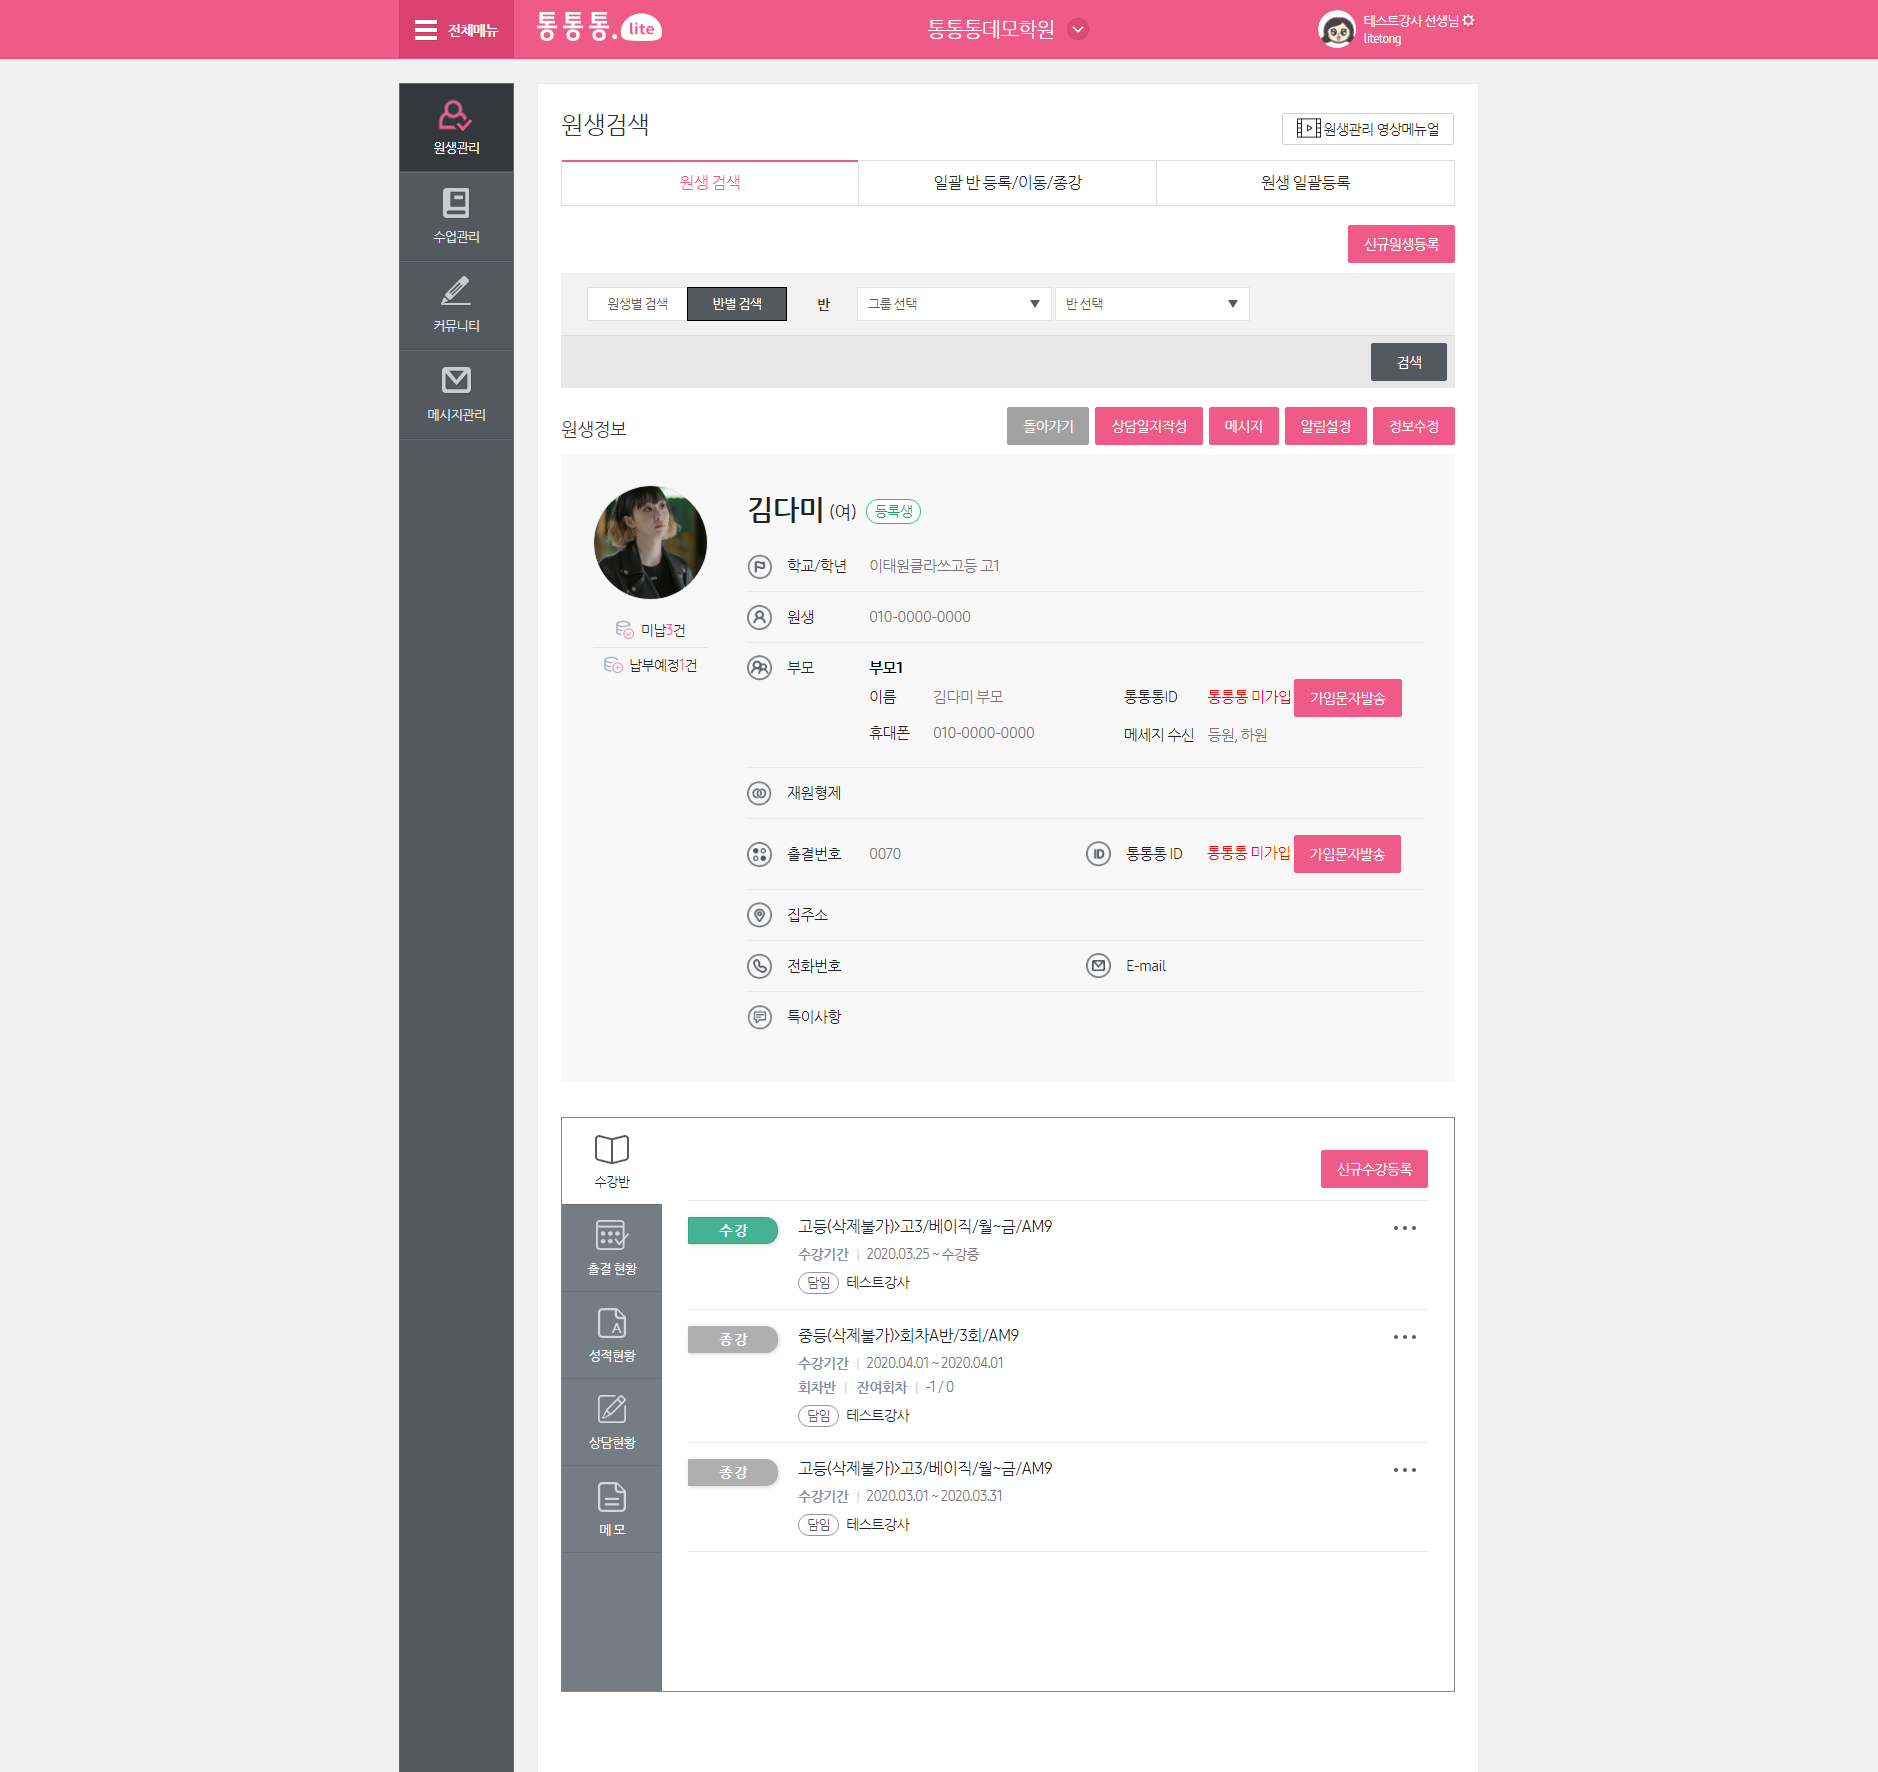 전체메뉴
통통통.lite
통통통데모학원
테스트강사 선생님
litetong
원생관리
수업관리
커뮤니티
메시지관리
원생검색
원생관리 영상메뉴얼
원생 검색
일괄 반 등록/이동/종강
원생 일괄등록
신규원생등록
원생별 검색
반별 검색
반
그룹 선택
반 선택
검색
원생정보
돌아가기
상담일지작성
메시지
알림설정
정보수정
김다미 (여) 등록생
미납3건
납부예정1건
학교/학년 이태원클라쓰고등 고1
원생 010-0000-0000
부모 부모1
이름 김다미 부모 통통통ID 통통통 미가입 가입문자발송
휴대폰 010-0000-0000 메세지 수신 등원, 하원
재원형제
출결번호 0070 ID 통통통 ID 통통통 미가입 가입문자발송
집주소
전화번호 E-mail
특이사항
수강반
출결 현황
성적현황
상담현황
메모
신규수강등록
수강 고등(삭제불가)>고3/베이직/월~금/AM9
수강기간 | 2020.03.25 ~ 수강중
담임 테스트강사
종강 중등(삭제불가)>회차A반/3회/AM9
수강기간 | 2020.04.01 ~ 2020.04.01
회차반 | 잔여회차 | -1 / 0
담임 테스트강사
종강 고등(삭제불가)>고3/베이직/월~금/AM9
수강기간 | 2020.03.01 ~ 2020.03.31
담임 테스트강사